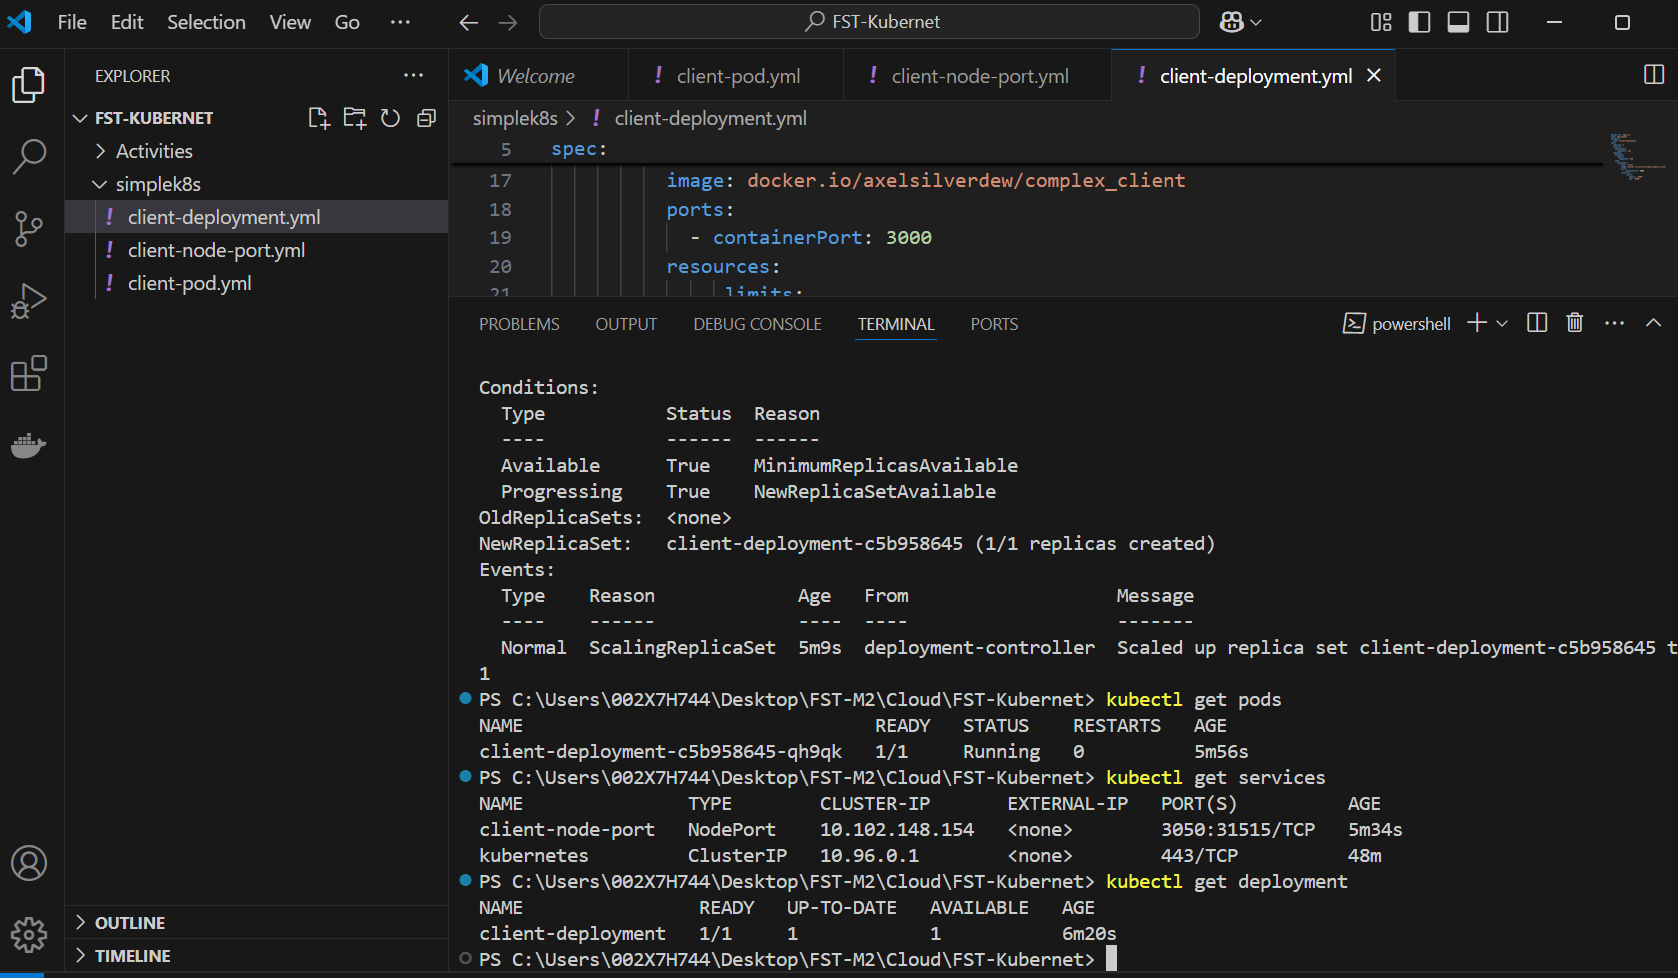 File Edit Selection View Go ··· FST-Kubernet
EXPLORER ···
FST-KUBERNET
Activities
simplek8s
! client-deployment.yml
! client-node-port.yml
! client-pod.yml
OUTLINE
TIMELINE
Welcome ! client-pod.yml ! client-node-port.yml ! client-deployment.yml
simplek8s > ! client-deployment.yml
5 spec:
17 image: docker.io/axelsilverdew/complex_client
18 ports:
19 - containerPort: 3000
20 resources:
21 limits:
PROBLEMS OUTPUT DEBUG CONSOLE TERMINAL PORTS powershell
Conditions:
Type Status Reason
---- ------ ------
Available True MinimumReplicasAvailable
Progressing True NewReplicaSetAvailable
OldReplicaSets: <none>
NewReplicaSet: client-deployment-c5b958645 (1/1 replicas created)
Events:
Type Reason Age From Message
---- ------ ---- ---- -------
Normal ScalingReplicaSet 5m9s deployment-controller Scaled up replica set client-deployment-c5b958645 t
1
PS C:\Users\002X7H744\Desktop\FST-M2\Cloud\FST-Kubernet> kubectl get pods
NAME READY STATUS RESTARTS AGE
client-deployment-c5b958645-qh9qk 1/1 Running 0 5m56s
PS C:\Users\002X7H744\Desktop\FST-M2\Cloud\FST-Kubernet> kubectl get services
NAME TYPE CLUSTER-IP EXTERNAL-IP PORT(S) AGE
client-node-port NodePort 10.102.148.154 <none> 3050:31515/TCP 5m34s
kubernetes ClusterIP 10.96.0.1 <none> 443/TCP 48m
PS C:\Users\002X7H744\Desktop\FST-M2\Cloud\FST-Kubernet> kubectl get deployment
NAME READY UP-TO-DATE AVAILABLE AGE
client-deployment 1/1 1 1 6m20s
PS C:\Users\002X7H744\Desktop\FST-M2\Cloud\FST-Kubernet>